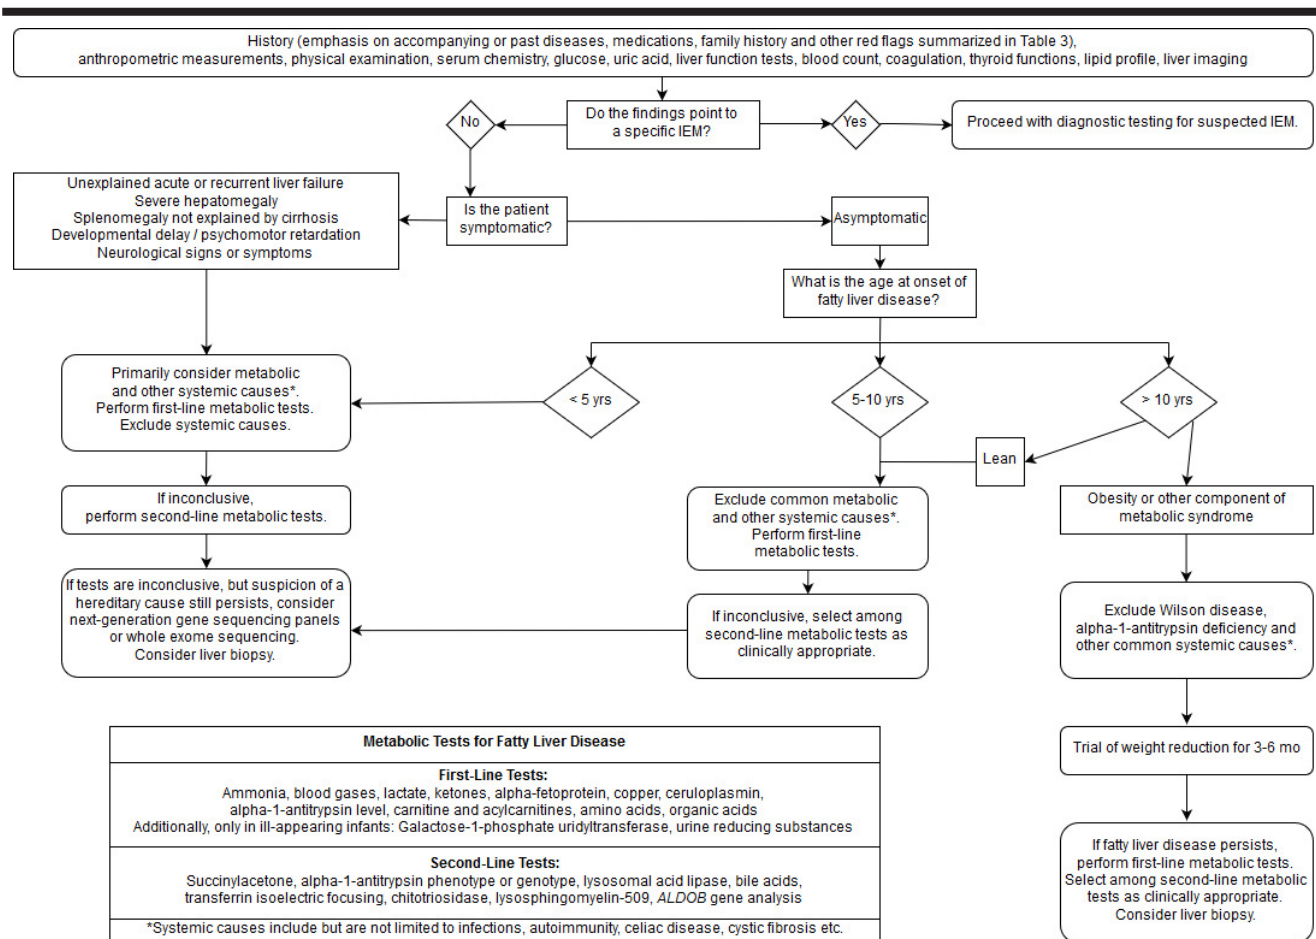 History (emphasis on accompanying or past diseases, medications, family history and other red flags summarized in Table 3),
anthropometric measurements, physical examination, serum chemistry, glucose, uric acid, liver function tests, blood count, coagulation, thyroid functions, lipid profile, liver imaging
Do the findings point to
a specific IEM?
No
Yes
Proceed with diagnostic testing for suspected IEM.
Unexplained acute or recurrent liver failure
Severe hepatomegaly
Splenomegaly not explained by cirrhosis
Developmental delay / psychomotor retardation
Neurological signs or symptoms
Is the patient
symptomatic?
Asymptomatic
What is the age at onset of
fatty liver disease?
Primarily consider metabolic
and other systemic causes*.
Perform first-line metabolic tests.
Exclude systemic causes.
< 5 yrs
5-10 yrs
> 10 yrs
Lean
If inconclusive,
perform second-line metabolic tests.
Exclude common metabolic
and other systemic causes*.
Perform first-line
metabolic tests.
Obesity or other component of
metabolic syndrome
If tests are inconclusive, but suspicion of a
hereditary cause still persists, consider
next-generation gene sequencing panels
or whole exome sequencing.
Consider liver biopsy.
If inconclusive, select among
second-line metabolic tests as
clinically appropriate.
Exclude Wilson disease,
alpha-1-antitrypsin deficiency and
other common systemic causes*.
Trial of weight reduction for 3-6 mo
If fatty liver disease persists,
perform first-line metabolic tests.
Select among second-line metabolic
tests as clinically appropriate.
Consider liver biopsy.
Metabolic Tests for Fatty Liver Disease
First-Line Tests:
Ammonia, blood gases, lactate, ketones, alpha-fetoprotein, copper, ceruloplasmin,
alpha-1-antitrypsin level, carnitine and acylcarnitines, amino acids, organic acids
Additionally, only in ill-appearing infants: Galactose-1-phosphate uridyltransferase, urine reducing substances
Second-Line Tests:
Succinylacetone, alpha-1-antitrypsin phenotype or genotype, lysosomal acid lipase, bile acids,
transferrin isoelectric focusing, chitotriosidase, lysosphingomyelin-509, ALDOB gene analysis
*Systemic causes include but are not limited to infections, autoimmunity, celiac disease, cystic fibrosis etc.